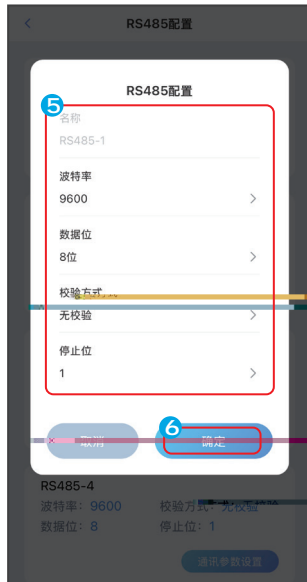 RS485配置
RS485配置
5
名称
RS485-1
波特率
9600
数据位
8位
校验方式
无校验
停止位
1
6
取消
确定
RS485-4
波特率：9600
校验方式：无校验
数据位：8
停止位：1
通讯参数设置